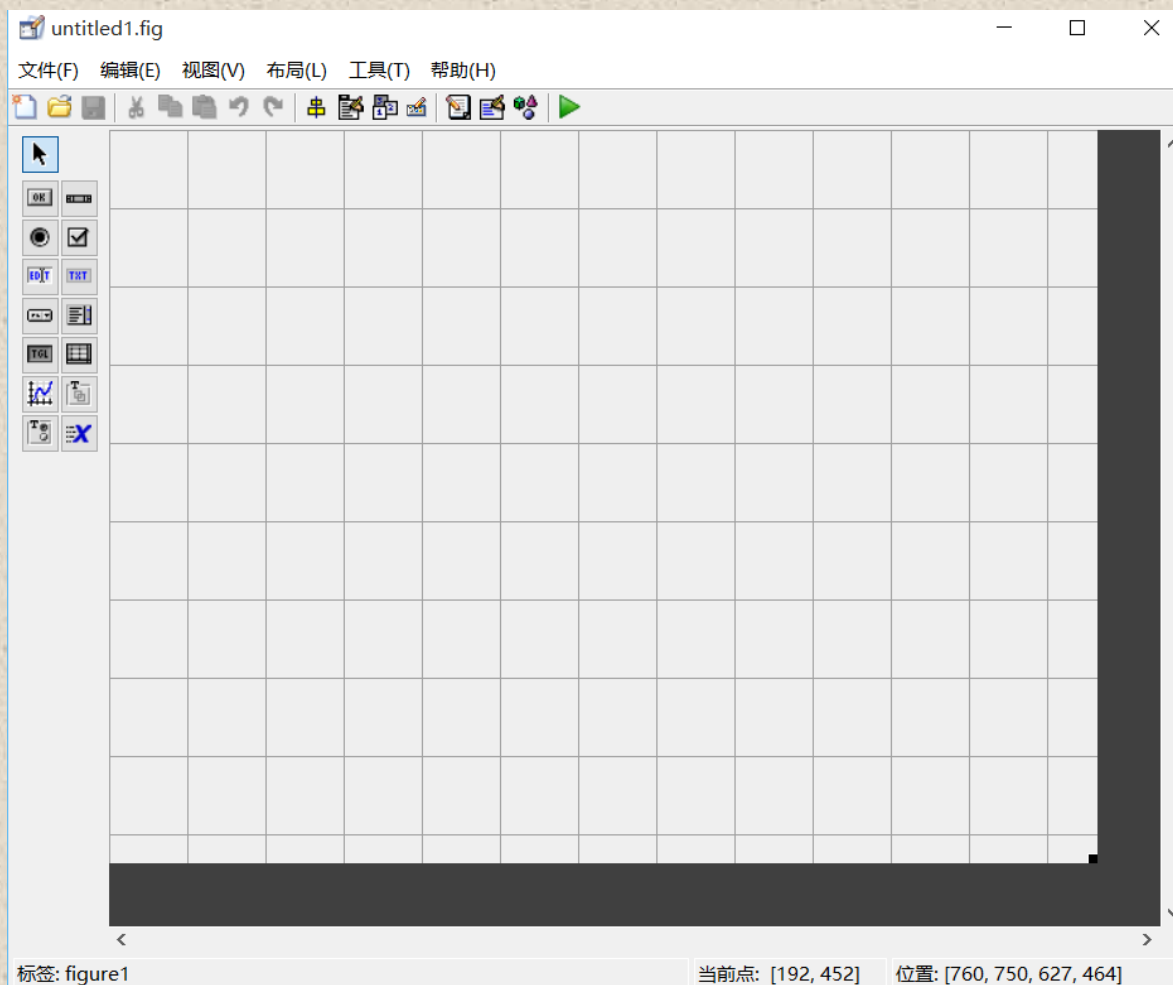 untitled1.fig
文件(F) 编辑(E) 视图(V) 布局(L) 工具(T) 帮助(H)
OK
EDIT TXT
TGL
标签: figure1 当前点: [192, 452] 位置: [760, 750, 627, 464]